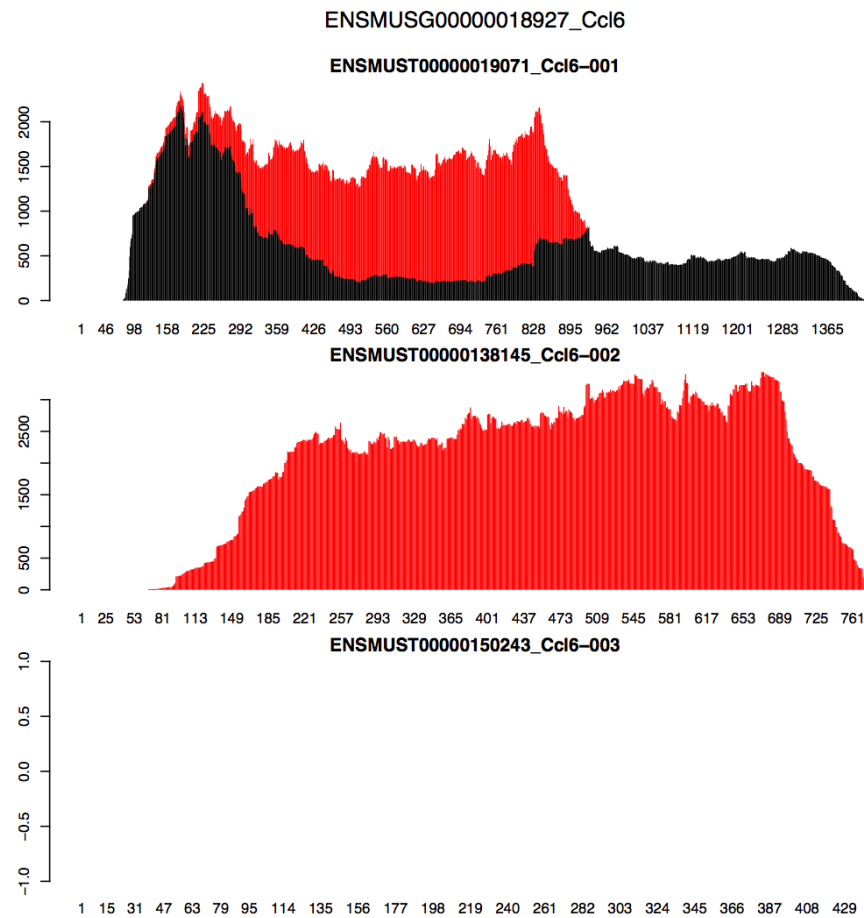 ENSMUSG00000018927_Ccl6
ENSMUST00000019071_Ccl6−001
2000
1500
1000
500
0
1 46 98 158 225 292 359 426 493 560 627 694 761 828 895 962 1037 1119 1201 1283 1365
ENSMUST00000138145_Ccl6−002
2500
1500
500
0
1 25 53 81 113 149 185 221 257 293 329 365 401 437 473 509 545 581 617 653 689 725 761
ENSMUST00000150243_Ccl6−003
1.0
0.5
0.0
−0.5
−1.0
1 15 31 47 63 79 95 114 135 156 177 198 219 240 261 282 303 324 345 366 387 408 429